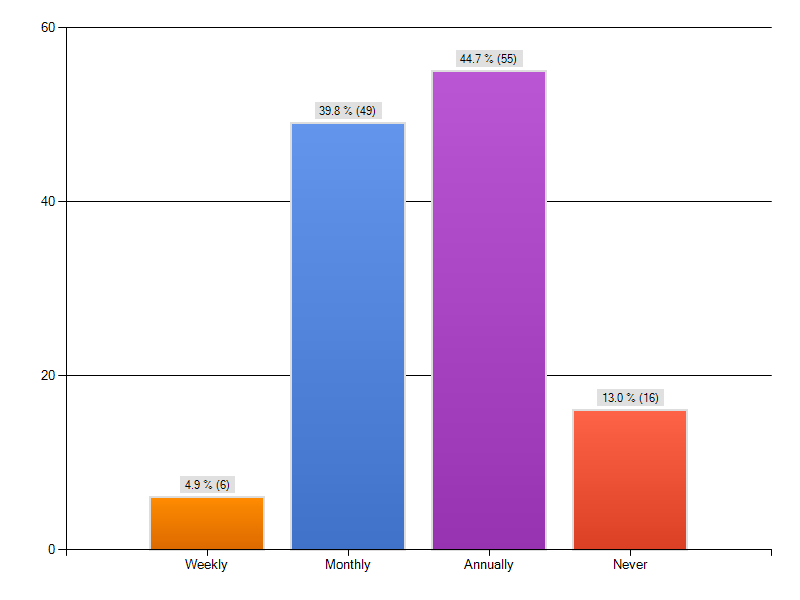 60
44.7 % (55)
39.8 % (49)
40
20
13.0 % (16)
4.9 % (6)
0
Weekly Monthly Annually Never